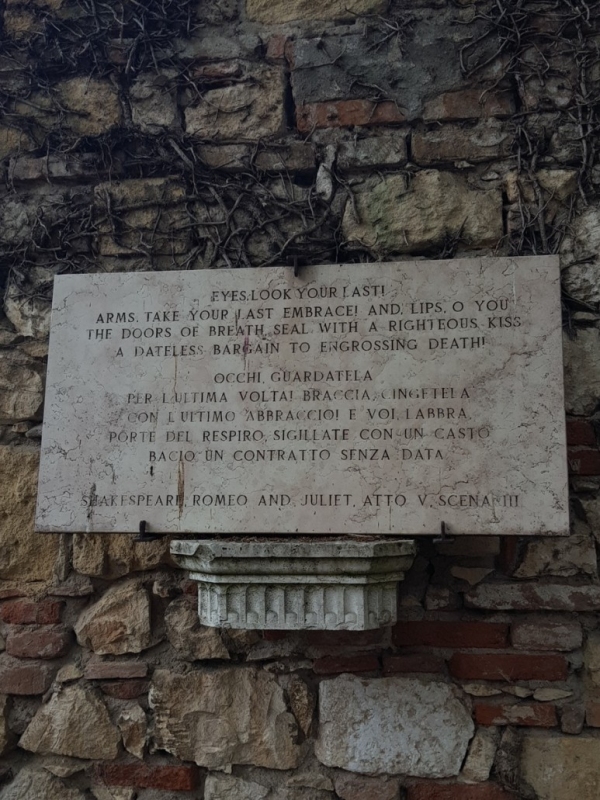 EYES, LOOK YOUR LAST!
ARMS, TAKE YOUR LAST EMBRACE! AND, LIPS, O YOU
THE DOORS OF BREATH, SEAL WITH A RIGHTEOUS KISS
A DATELESS BARGAIN TO ENGROSSING DEATH!
OCCHI, GUARDATELA
PER L'ULTIMA VOLTA! BRACCIA, CINGETELA
CON L'ULTIMO ABBRACCIO! E VOI, LABBRA,
PORTE DEL RESPIRO, SIGILLATE CON UN CASTO
BACIO UN CONTRATTO SENZA DATA
SHAKESPEARE, ROMEO AND JULIET, ATTO V, SCENA III